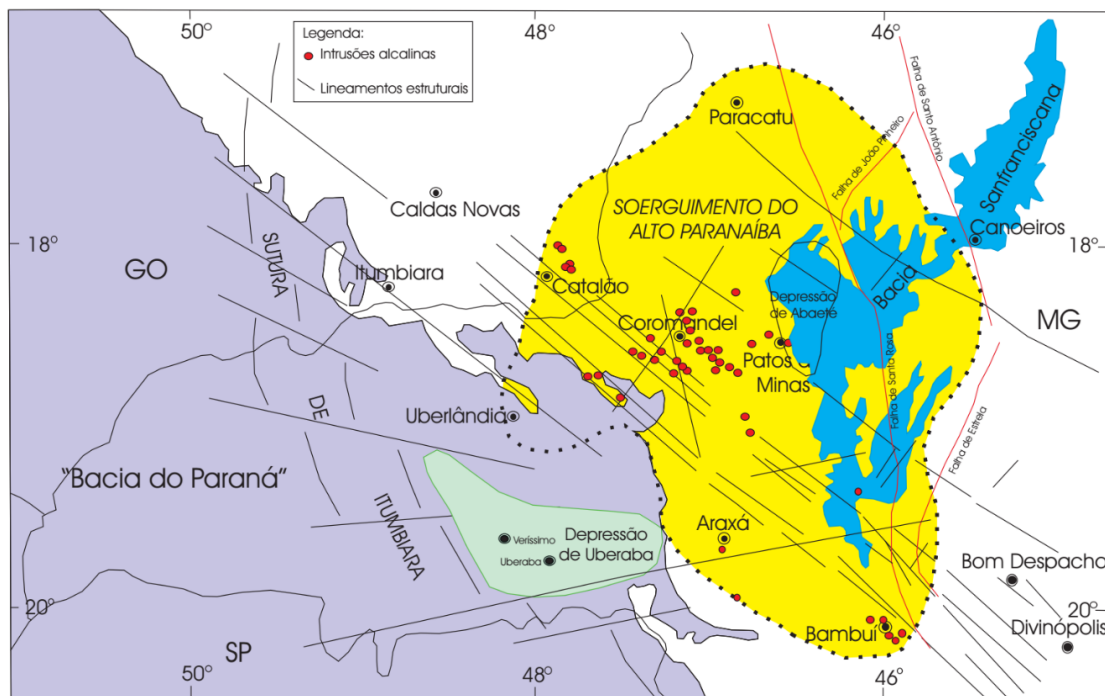 50°
48°
46°
Legenda:
Intrusões alcalinas
Lineamentos estruturais
Falha de Santo Antônio
Paracatu
Falha de João Pinheiro
Sanfranciscana
Caldas Novas
SOERGUIMENTO DO
ALTO PARANAÍBA
Canoeiros
18°
18°
GO
SUTURA
Itumbiara
Catalão
Bacia
Depressão
de Abaeté
MG
Coromandel
Patos d
Minas
Falha de Santa Rosa
Uberlândia
DE
Falha de Estrela
"Bacia do Paraná"
ITUMBIARA
Araxá
Veríssimo
Depressão
de Uberaba
Uberaba
Bom Despacho
20°
20°
Bambuí
Divinópolis
SP
50°
48°
46°